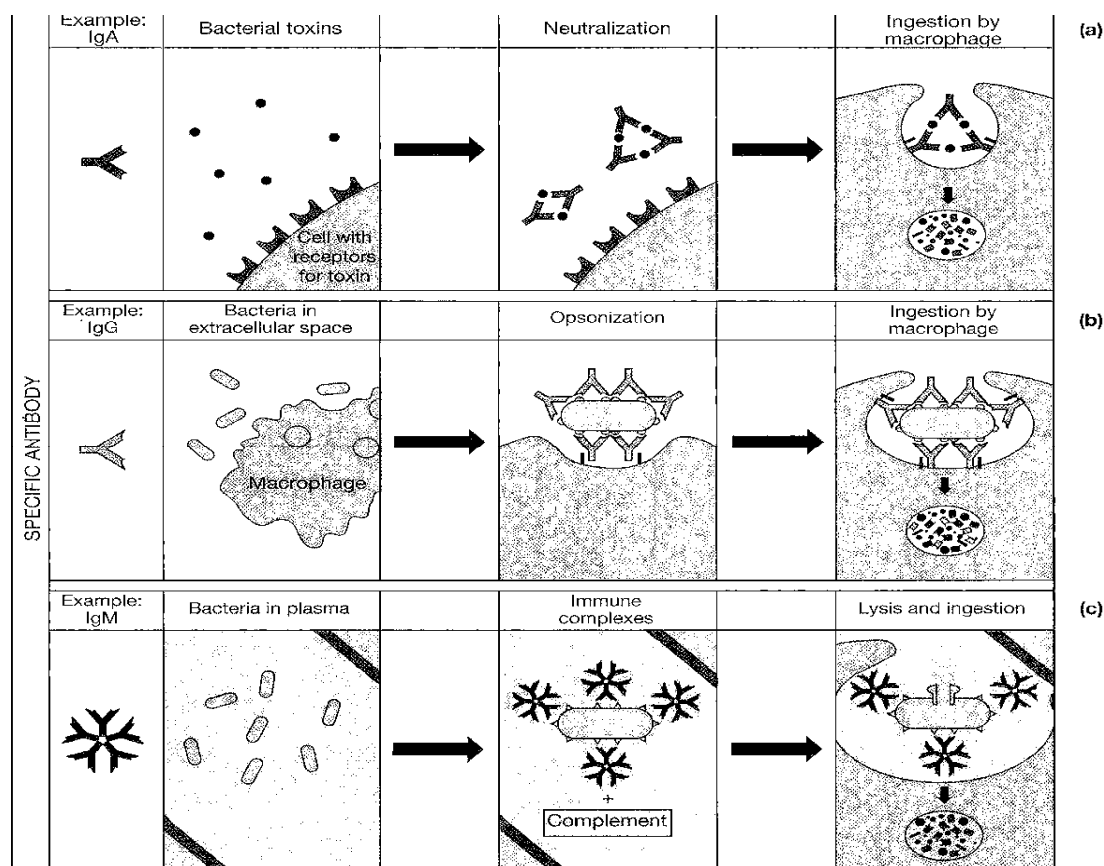 Example:
IgA
Bacterial toxins
Neutralization
Ingestion by
macrophage
(a)
Cell with
receptors
for toxin
Example:
IgG
Bacteria in
extracellular space
Opsonization
Ingestion by
macrophage
(b)
Macrophage
SPECIFIC ANTIBODY
Example:
IgM
Bacteria in plasma
Immune
complexes
Lysis and ingestion
(c)
+
Complement